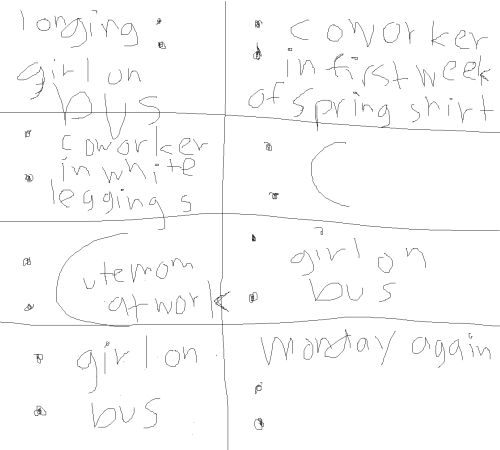 longing :
girl on
bus
: coworker
in first week
of spring shirt
: coworker
in white
leggings
: (
: (
at work
: girl on
bus
: girl on
bus
Monday again
: